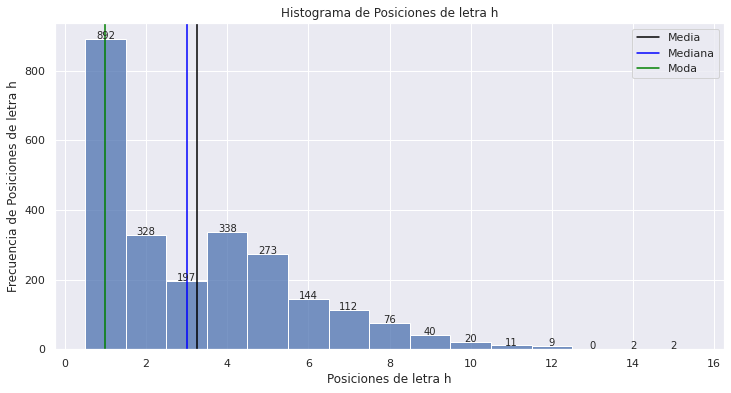 Histograma de Posiciones de letra h
Media
Mediana
Moda
Frecuencia de Posiciones de letra h
800
600
400
200
0
892
328
197
338
273
144
112
76
40
20
11
9
0
2
2
0 2 4 6 8 10 12 14 16
Posiciones de letra h